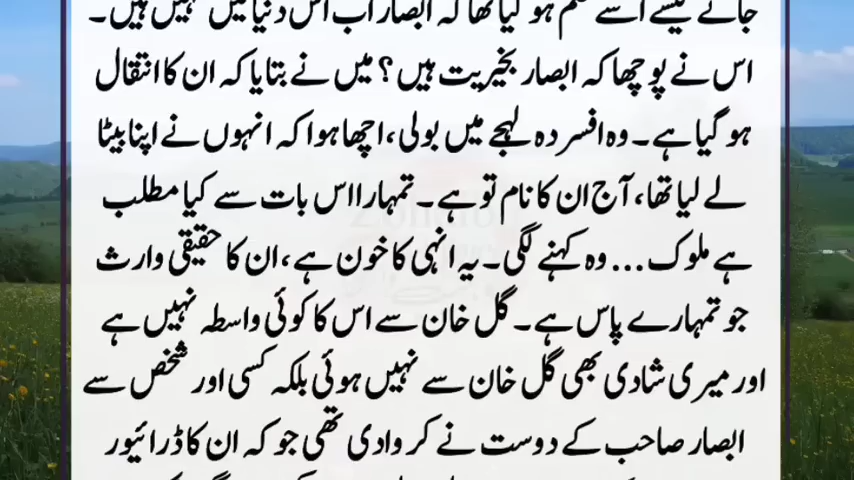 جانے کیسے اسے علم ہو گیا تھا کہ ابصار اب اس دنیا میں نہیں ہیں۔
اس نے پوچھا کہ ابصار بخیریت ہیں؟ میں نے بتایا کہ ان کا انتقال
ہو گیا ہے۔ وہ افسردہ لہجے میں بولی، اچھا ہوا کہ انہوں نے اپنا بیٹا
لے لیا تھا، آج ان کا نام تو ہے۔ تمہارا اس بات سے کیا مطلب
ہے ملوک... وہ کہنے لگی۔ یہ انہی کا خون ہے، ان کا حقیقی وارث
جو تمہارے پاس ہے۔ گل خان سے اس کا کوئی واسطہ نہیں ہے
اور میری شادی بھی گل خان سے نہیں ہوئی بلکہ کسی اور شخص سے
ابصار صاحب کے دوست نے کروادی تھی جو کہ ان کا ڈرائیور